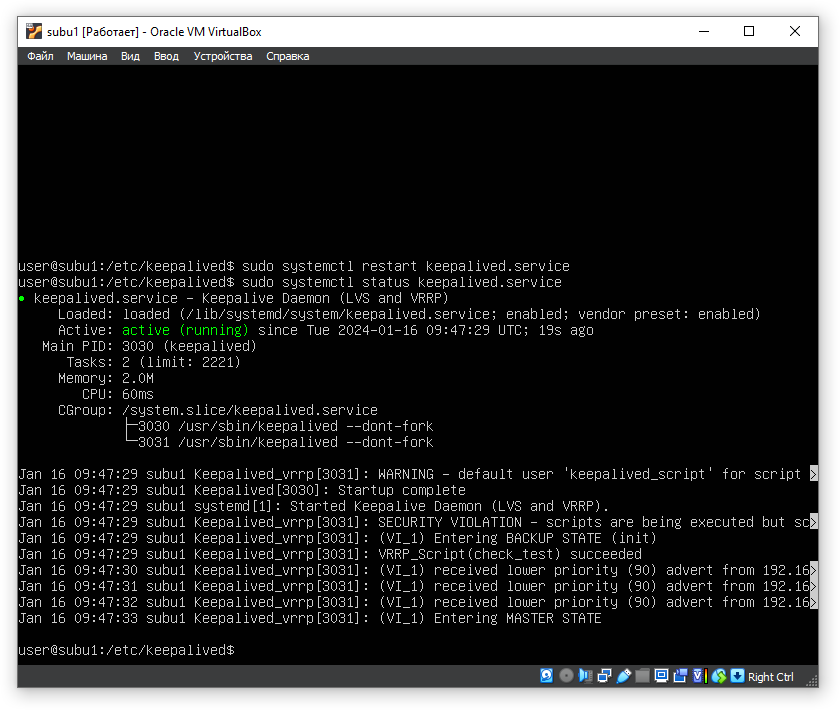 subu1 [Работает] - Oracle VM VirtualBox
Файл Машина Вид Ввод Устройства Справка
user@subu1:/etc/keepalived$ sudo systemctl restart keepalived.service
user@subu1:/etc/keepalived$ sudo systemctl status keepalived.service
● keepalived.service - Keepalive Daemon (LVS and VRRP)
Loaded: loaded (/lib/systemd/system/keepalived.service; enabled; vendor preset: enabled)
Active: active (running) since Tue 2024-01-16 09:47:29 UTC; 19s ago
Main PID: 3030 (keepalived)
Tasks: 2 (limit: 2221)
Memory: 2.0M
CPU: 60ms
CGroup: /system.slice/keepalived.service
├─3030 /usr/sbin/keepalived --dont-fork
└─3031 /usr/sbin/keepalived --dont-fork
Jan 16 09:47:29 subu1 Keepalived_vrrp[3031]: WARNING - default user 'keepalived_script' for script >
Jan 16 09:47:29 subu1 Keepalived[3030]: Startup complete
Jan 16 09:47:29 subu1 systemd[1]: Started Keepalive Daemon (LVS and VRRP).
Jan 16 09:47:29 subu1 Keepalived_vrrp[3031]: SECURITY VIOLATION - scripts are being executed but sc>
Jan 16 09:47:29 subu1 Keepalived_vrrp[3031]: (VI_1) Entering BACKUP STATE (init)
Jan 16 09:47:29 subu1 Keepalived_vrrp[3031]: VRRP_Script(check_test) succeeded
Jan 16 09:47:30 subu1 Keepalived_vrrp[3031]: (VI_1) received lower priority (90) advert from 192.16>
Jan 16 09:47:31 subu1 Keepalived_vrrp[3031]: (VI_1) received lower priority (90) advert from 192.16>
Jan 16 09:47:32 subu1 Keepalived_vrrp[3031]: (VI_1) received lower priority (90) advert from 192.16>
Jan 16 09:47:33 subu1 Keepalived_vrrp[3031]: (VI_1) Entering MASTER STATE
user@subu1:/etc/keepalived$
Right Ctrl